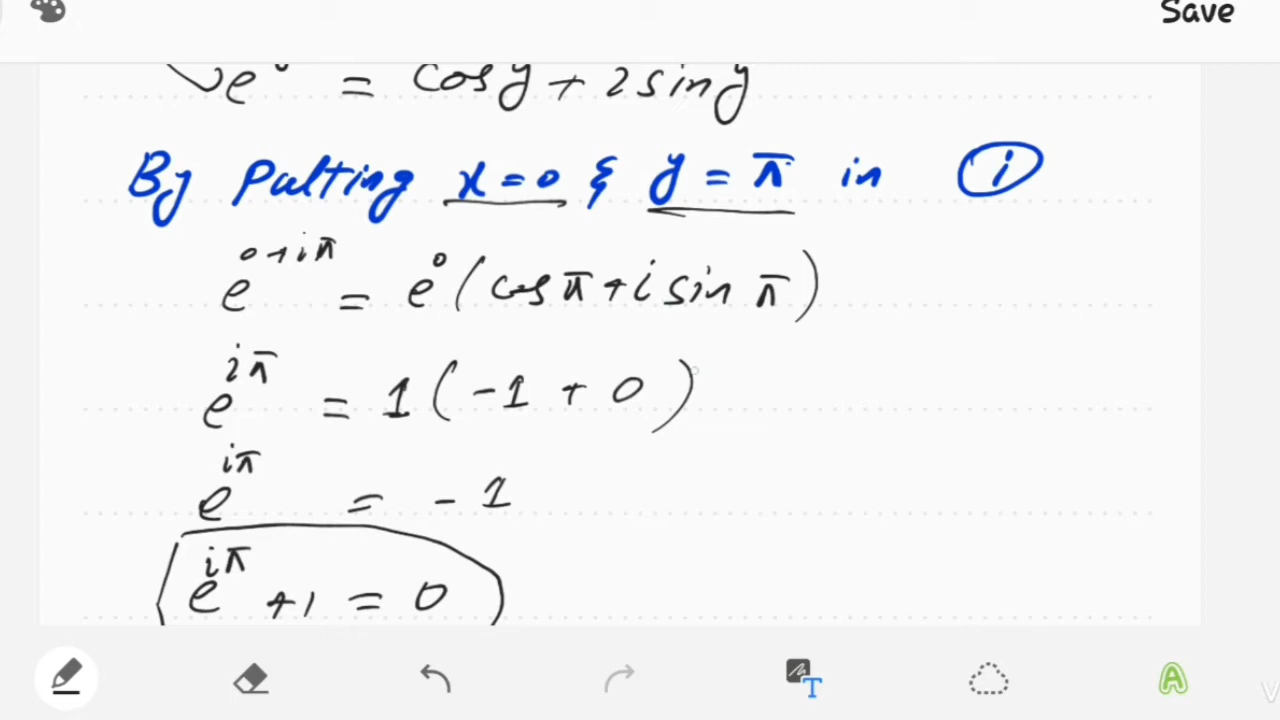 Save
e = cos y + i sin y
By Putting x = 0 & y = π in (i)
e^{0+iπ} = e^0 (cos π + i sin π)
e^{iπ} = 1 (-1 + 0)
e^{iπ} = -1
e^{iπ} + 1 = 0
T
A